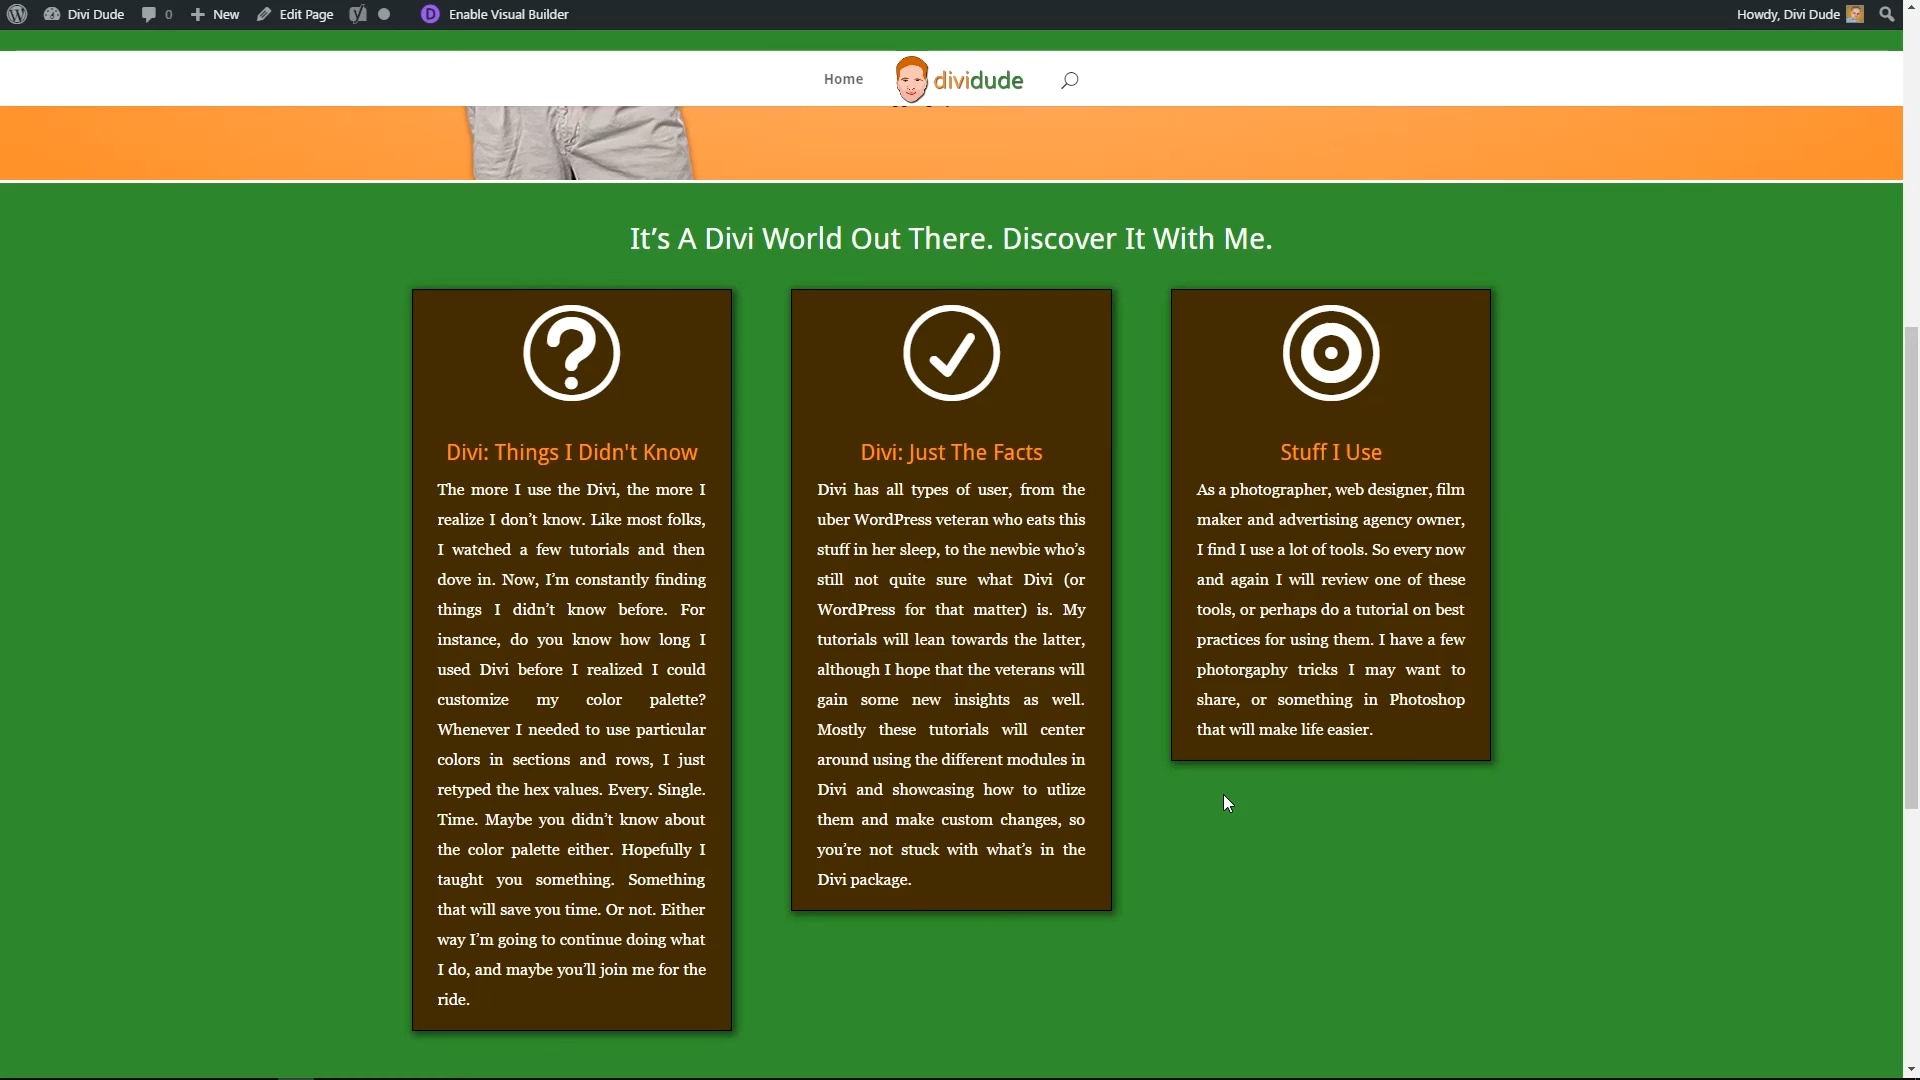 Divi Dude 0 New Edit Page Enable Visual Builder Howdy, Divi Dude
Home dividude
It’s A Divi World Out There. Discover It With Me.
Divi: Things I Didn't Know
The more I use the Divi, the more I
realize I don’t know. Like most folks,
I watched a few tutorials and then
dove in. Now, I’m constantly finding
things I didn’t know before. For
instance, do you know how long I
used Divi before I realized I could
customize my color palette?
Whenever I needed to use particular
colors in sections and rows, I just
retyped the hex values. Every. Single.
Time. Maybe you didn’t know about
the color palette either. Hopefully I
taught you something. Something
that will save you time. Or not. Either
way I’m going to continue doing what
I do, and maybe you’ll join me for the
ride.
Divi: Just The Facts
Divi has all types of user, from the
uber WordPress veteran who eats this
stuff in her sleep, to the newbie who’s
still not quite sure what Divi (or
WordPress for that matter) is. My
tutorials will lean towards the latter,
although I hope that the veterans will
gain some new insights as well.
Mostly these tutorials will center
around using the different modules in
Divi and showcasing how to utlize
them and make custom changes, so
you’re not stuck with what’s in the
Divi package.
Stuff I Use
As a photographer, web designer, film
maker and advertising agency owner,
I find I use a lot of tools. So every now
and again I will review one of these
tools, or perhaps do a tutorial on best
practices for using them. I have a few
photorgaphy tricks I may want to
share, or something in Photoshop
that will make life easier.